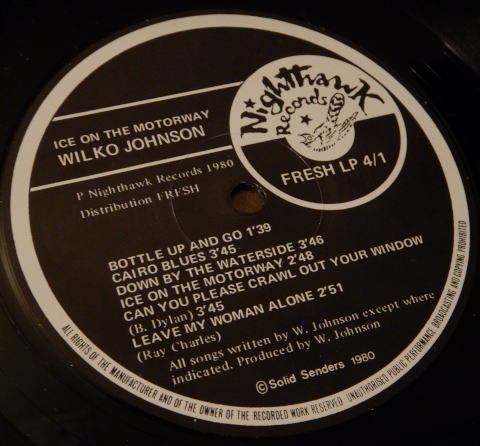 ICE ON THE MOTORWAY
WILKO JOHNSON
Nighthawk
Records
FRESH LP 4/1
P Nighthawk Records 1980
Distribution FRESH
BOTTLE UP AND GO 1'39
CAIRO BLUES 3'45
DOWN BY THE WATERSIDE 3'46
ICE ON THE MOTORWAY 2'48
CAN YOU PLEASE CRAWL OUT YOUR WINDOW
(B. Dylan) 3'45
LEAVE MY WOMAN ALONE 2'51
(Ray Charles)
All songs written by W. Johnson except where
indicated. Produced by W. Johnson
©Solid Senders 1980
ALL RIGHTS OF THE MANUFACTURER AND OF THE OWNER OF THE RECORDED WORK RESERVED. UNAUTHORISED PUBLIC PERFORMANCE, BROADCASTING AND COPYING PROHIBITED